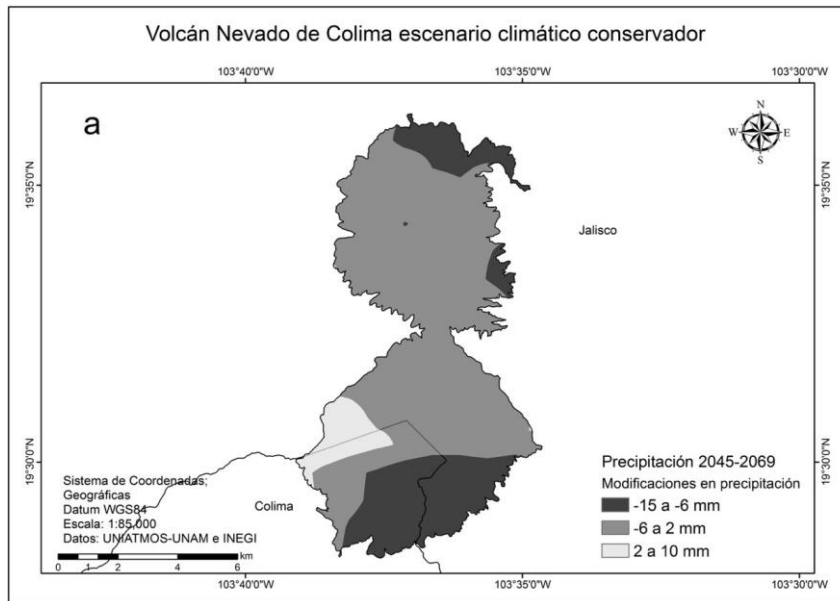 Volcán Nevado de Colima escenario climático conservador
103°40'0"W
103°35'0"W
103°30'0"W
a
N
W
E
S
19°35'0"N
19°35'0"N
Jalisco
19°30'0"N
19°30'0"N
Sistema de Coordenadas;
Geográficas
Datum WGS84
Escala: 1:85,000
Datos: UNIATMOS-UNAM e INEGI
Colima
km
0 1 2 4 6
Precipitación 2045-2069
Modificaciones en precipitación
-15 a -6 mm
-6 a 2 mm
2 a 10 mm
103°40'0"W
103°35'0"W
103°30'0"W